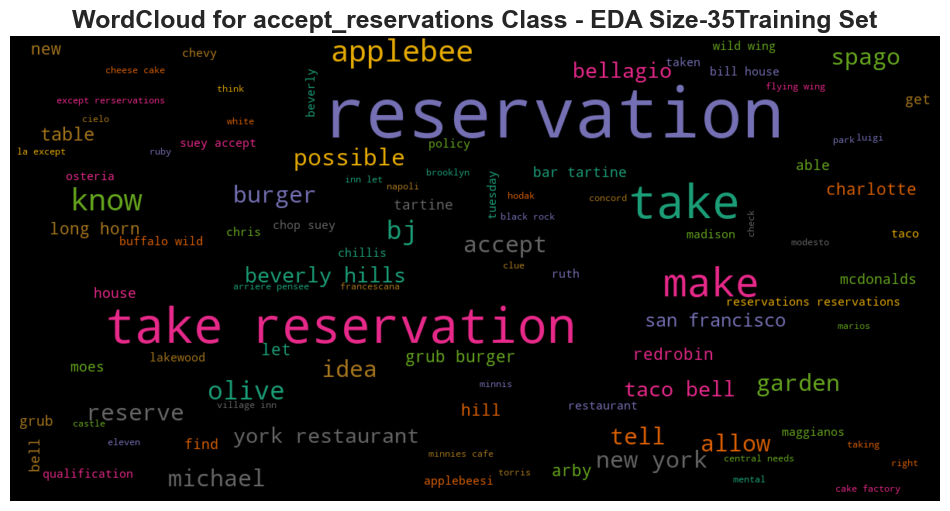 WordCloud for accept_reservations Class - EDA Size-35Training Set
new
chevy
applebee
wild wing
spago
cheese cake
beverly
bellagio
taken
bill house
think
flying wing
except rerservations
reservation
get
cielo
white
table
la except
ruby
suey accept
possible
policy
park
luigi
osteria
inn let
napoli
brooklyn
tuesday
bar tartine
able
know
burger
tartine
hodak
take
concord
charlotte
long horn
buffalo wild
chris
chop suey
bj
black rock
accept
madison
check
modesto
taco
chillis
beverly hills
clue
ruth
make
mcdonalds
arriere pensee
francescana
house
reservations reservations
take reservation
san francisco
marios
lakewood
let
grub burger
redrobin
moes
idea
minnis
olive
village inn
taco bell
garden
reserve
hill
restaurant
grub
castle
bell
eleven
find
york restaurant
tell
allow
maggianos
taking
minnies cafe
new york
central needs
right
qualification
michael
applebeesi
torris
arby
mental
cake factory